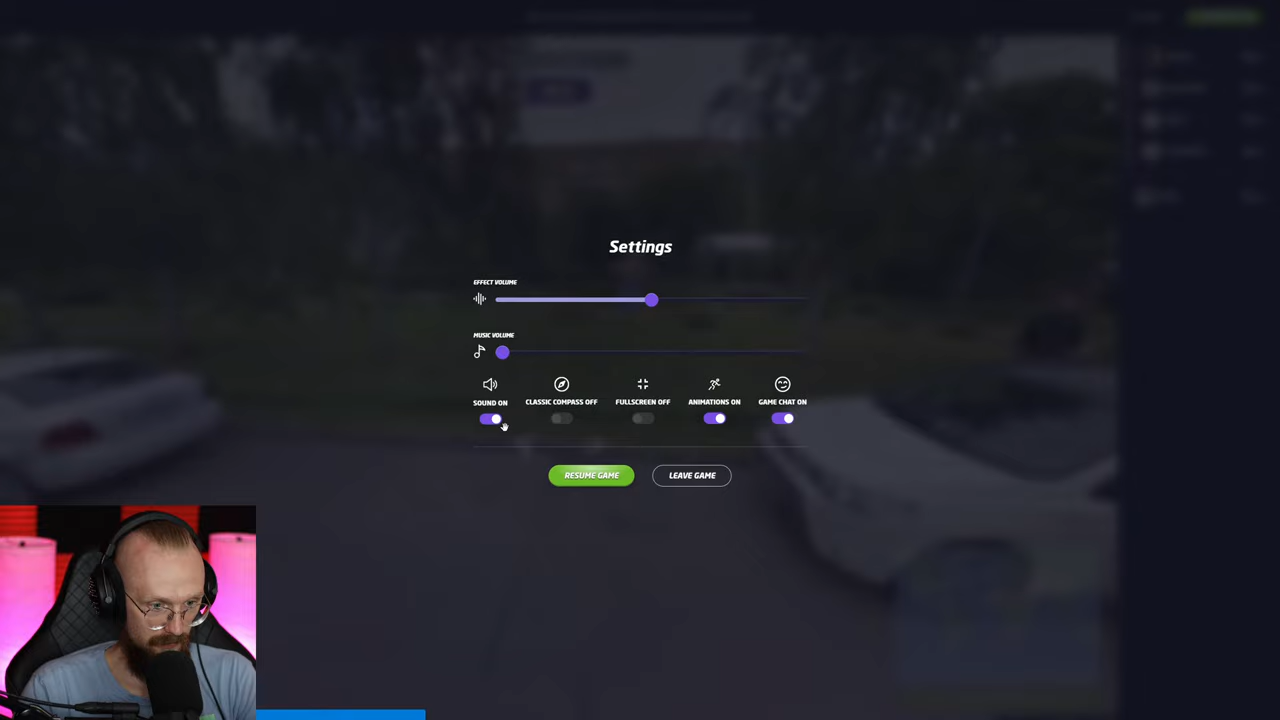 Settings
EFFECT VOLUME
MUSIC VOLUME
SOUND ON
CLASSIC COMPASS OFF
FULLSCREEN OFF
ANIMATIONS ON
GAME CHAT ON
RESUME GAME
LEAVE GAME